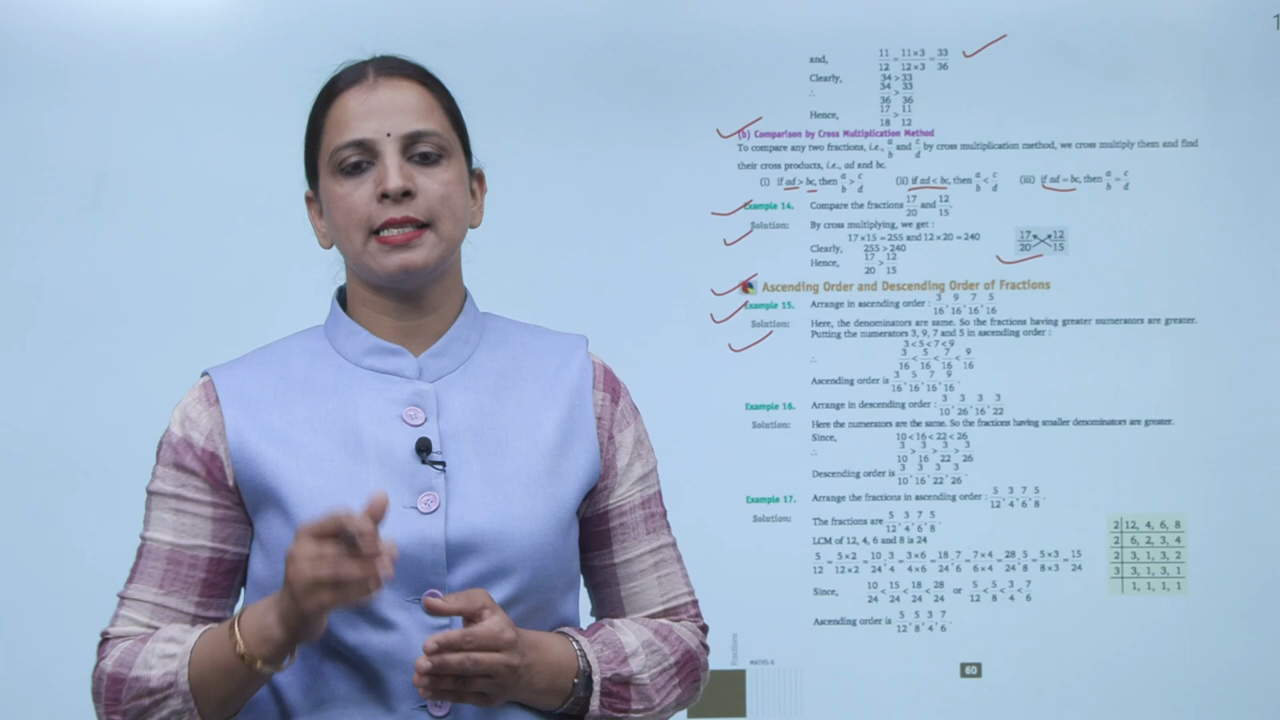 1
and, 11/12 = 11×3/12×3 = 33/36
Clearly, 34 > 33
∴ 34/36 > 33/36
Hence, 17/18 > 11/12
(b) Comparison by Cross Multiplication Method
To compare any two fractions, i.e., a/b and c/d by cross multiplication method, we cross multiply them and find
their cross products, i.e., ad and bc.
(i) if ad > bc, then a/b > c/d (ii) if ad < bc, then a/b < c/d (iii) if ad = bc, then a/b = c/d
Example 14. Compare the fractions 17/20 and 12/15.
Solution: By cross multiplying, we get :
17 × 15 = 255 and 12 × 20 = 240
Clearly, 255 > 240
Hence, 17/20 > 12/15
17 12
20 15
Ascending Order and Descending Order of Fractions
Example 15. Arrange in ascending order : 3/16, 9/16, 7/16, 5/16
Solution: Here, the denominators are same. So the fractions having greater numerators are greater.
Putting the numerators 3, 9, 7 and 5 in ascending order :
3 < 5 < 7 < 9
∴ 3/16 < 5/16 < 7/16 < 9/16
Ascending order is 3/16, 5/16, 7/16, 9/16.
Example 16. Arrange in descending order : 3/10, 3/26, 3/16, 3/22
Solution: Here the numerators are the same. So the fractions having smaller denominators are greater.
Since, 10 < 16 < 22 < 26
∴ 3/10 > 3/16 > 3/22 > 3/26
Descending order is 3/10, 3/16, 3/22, 3/26.
Example 17. Arrange the fractions in ascending order : 5/12, 3/4, 7/6, 5/8.
Solution: The fractions are 5/12, 3/4, 7/6, 5/8.
LCM of 12, 4, 6 and 8 is 24
5/12 = 5×2/12×2 = 10/24, 3/4 = 3×6/4×6 = 18/24, 7/6 = 7×4/6×4 = 28/24, 5/8 = 5×3/8×3 = 15/24
Since, 10/24 < 15/24 < 18/24 < 28/24 or 5/12 < 5/8 < 3/4 < 7/6
Ascending order is 5/12, 5/8, 3/4, 7/6.
2 | 12, 4, 6, 8
2 | 6, 2, 3, 4
2 | 3, 1, 3, 2
3 | 3, 1, 3, 1
| 1, 1, 1, 1
Fractions
MATHS-6
60